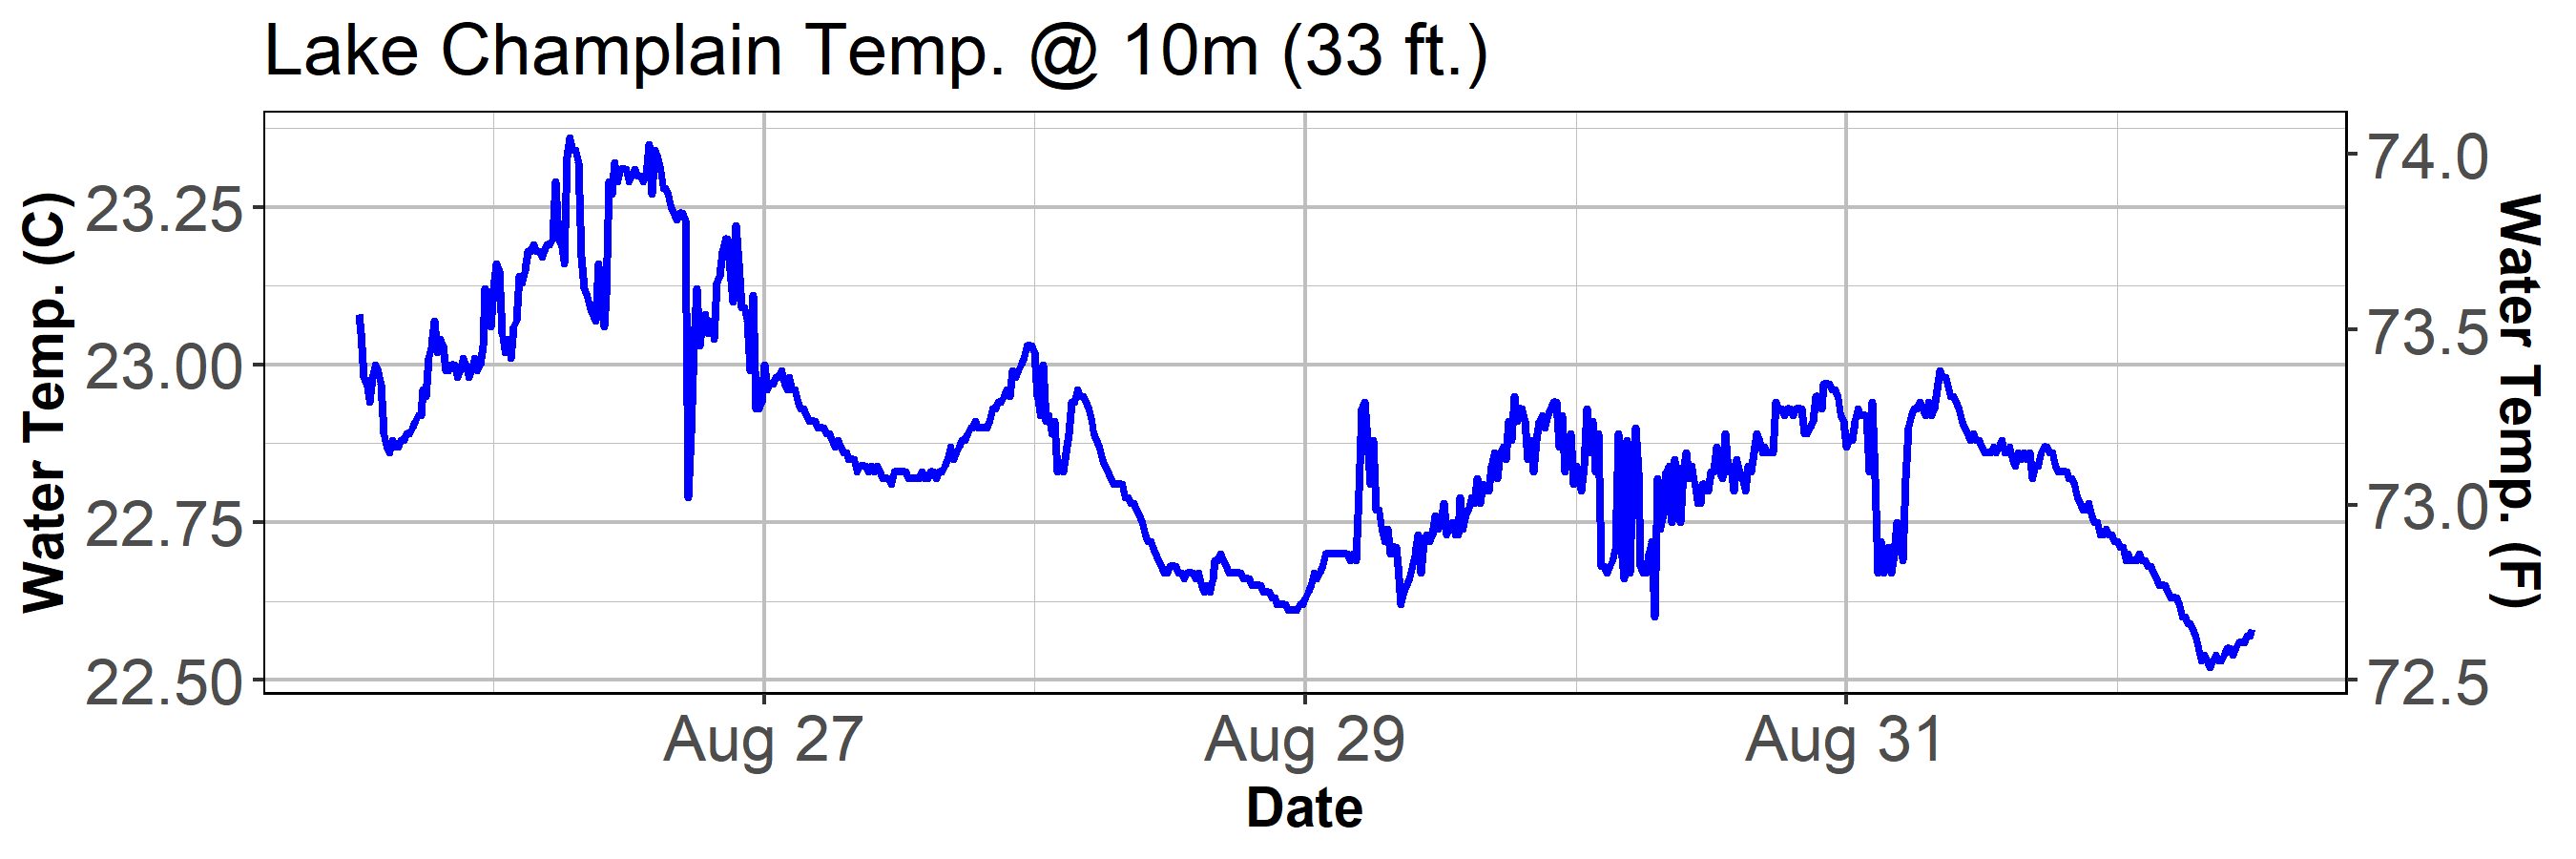 Lake Champlain Temp. @ 10m (33 ft.)
Water Temp. (C)
23.25
23.00
22.75
22.50
74.0
73.5
73.0
72.5
Water Temp. (F)
Aug 27
Aug 29
Aug 31
Date